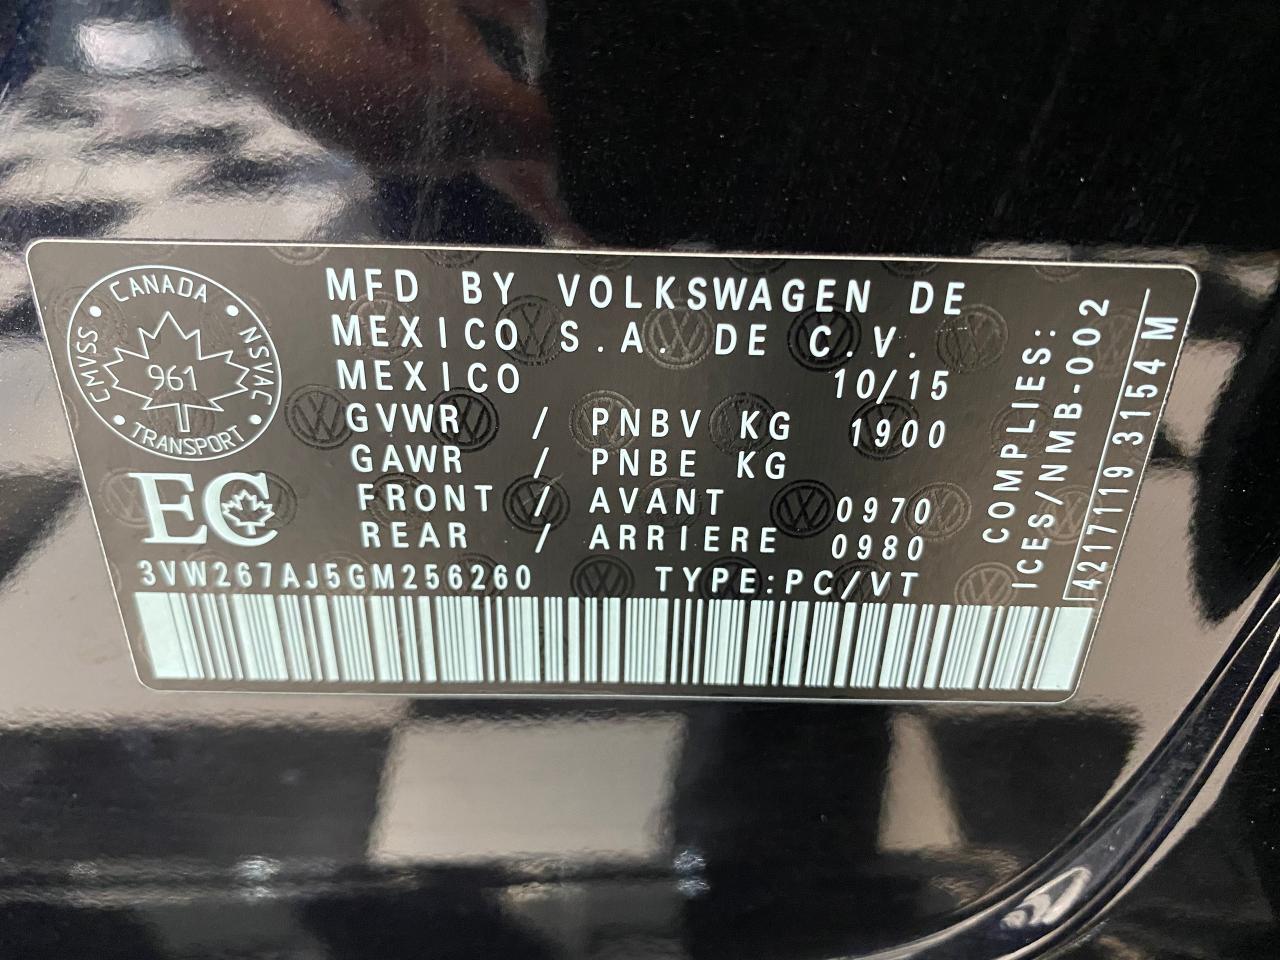 CANADA
CMVSS
NSVAC
961
TRANSPORT
EC
MFD BY VOLKSWAGEN DE
MEXICO S.A. DE C.V.
MEXICO 10/15
GVWR / PNBV KG 1900
GAWR / PNBE KG
FRONT / AVANT 0970
REAR / ARRIERE 0980
3VW267AJ5GM256260 TYPE:PC/VT
COMPLIES:
ICES/NMB-002
4217119 3154 M